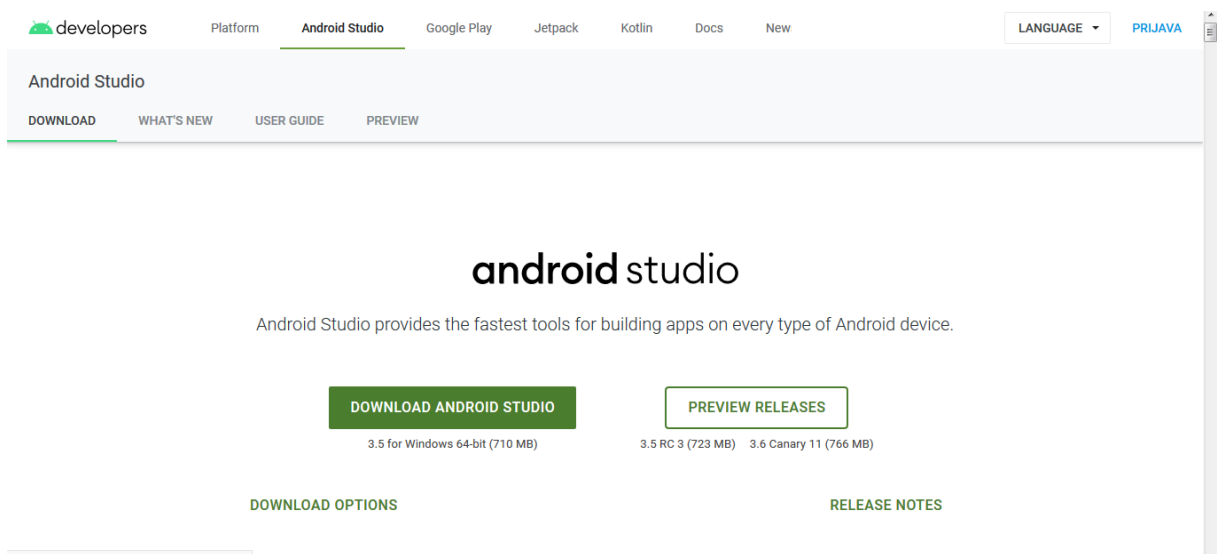 developers Platform Android Studio Google Play Jetpack Kotlin Docs New LANGUAGE PRIJAVA
Android Studio
DOWNLOAD WHAT'S NEW USER GUIDE PREVIEW
android studio
Android Studio provides the fastest tools for building apps on every type of Android device.
DOWNLOAD ANDROID STUDIO PREVIEW RELEASES
3.5 for Windows 64-bit (710 MB) 3.5 RC 3 (723 MB) 3.6 Canary 11 (766 MB)
DOWNLOAD OPTIONS RELEASE NOTES